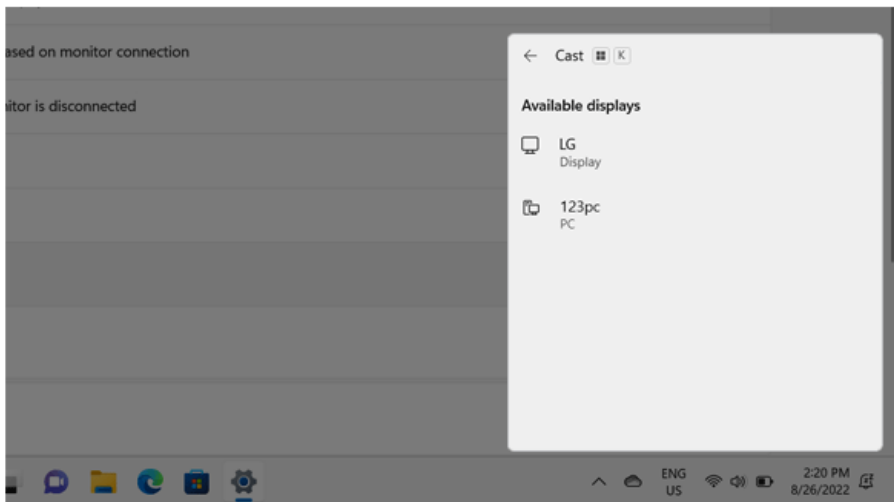 ased on monitor connection
nitor is disconnected
Cast K
Available displays
LG
Display
123pc
PC
ENG
US
2:20 PM
8/26/2022